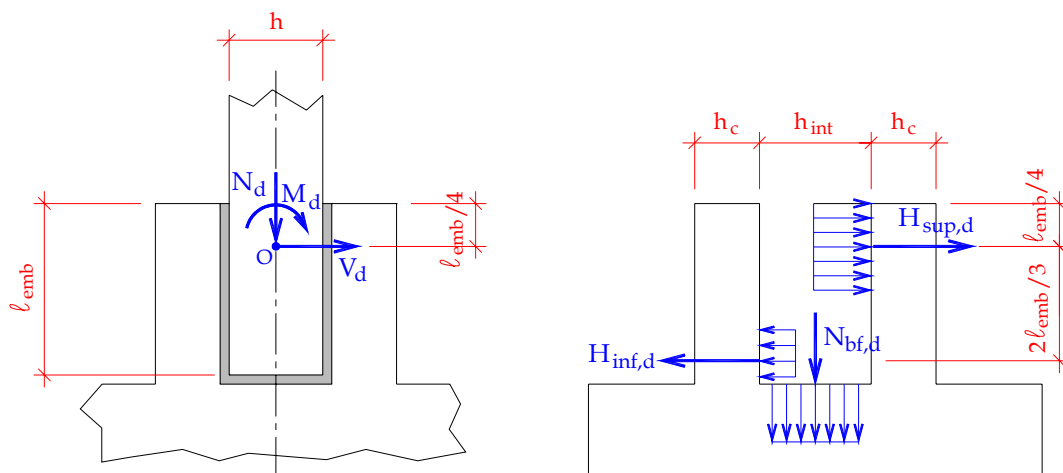 h
N_d
M_d
O
V_d
ℓ_emb
ℓ_emb/4
h_c
h_int
h_c
H_sup,d
ℓ_emb/4
H_inf,d
N_bf,d
2ℓ_emb/3